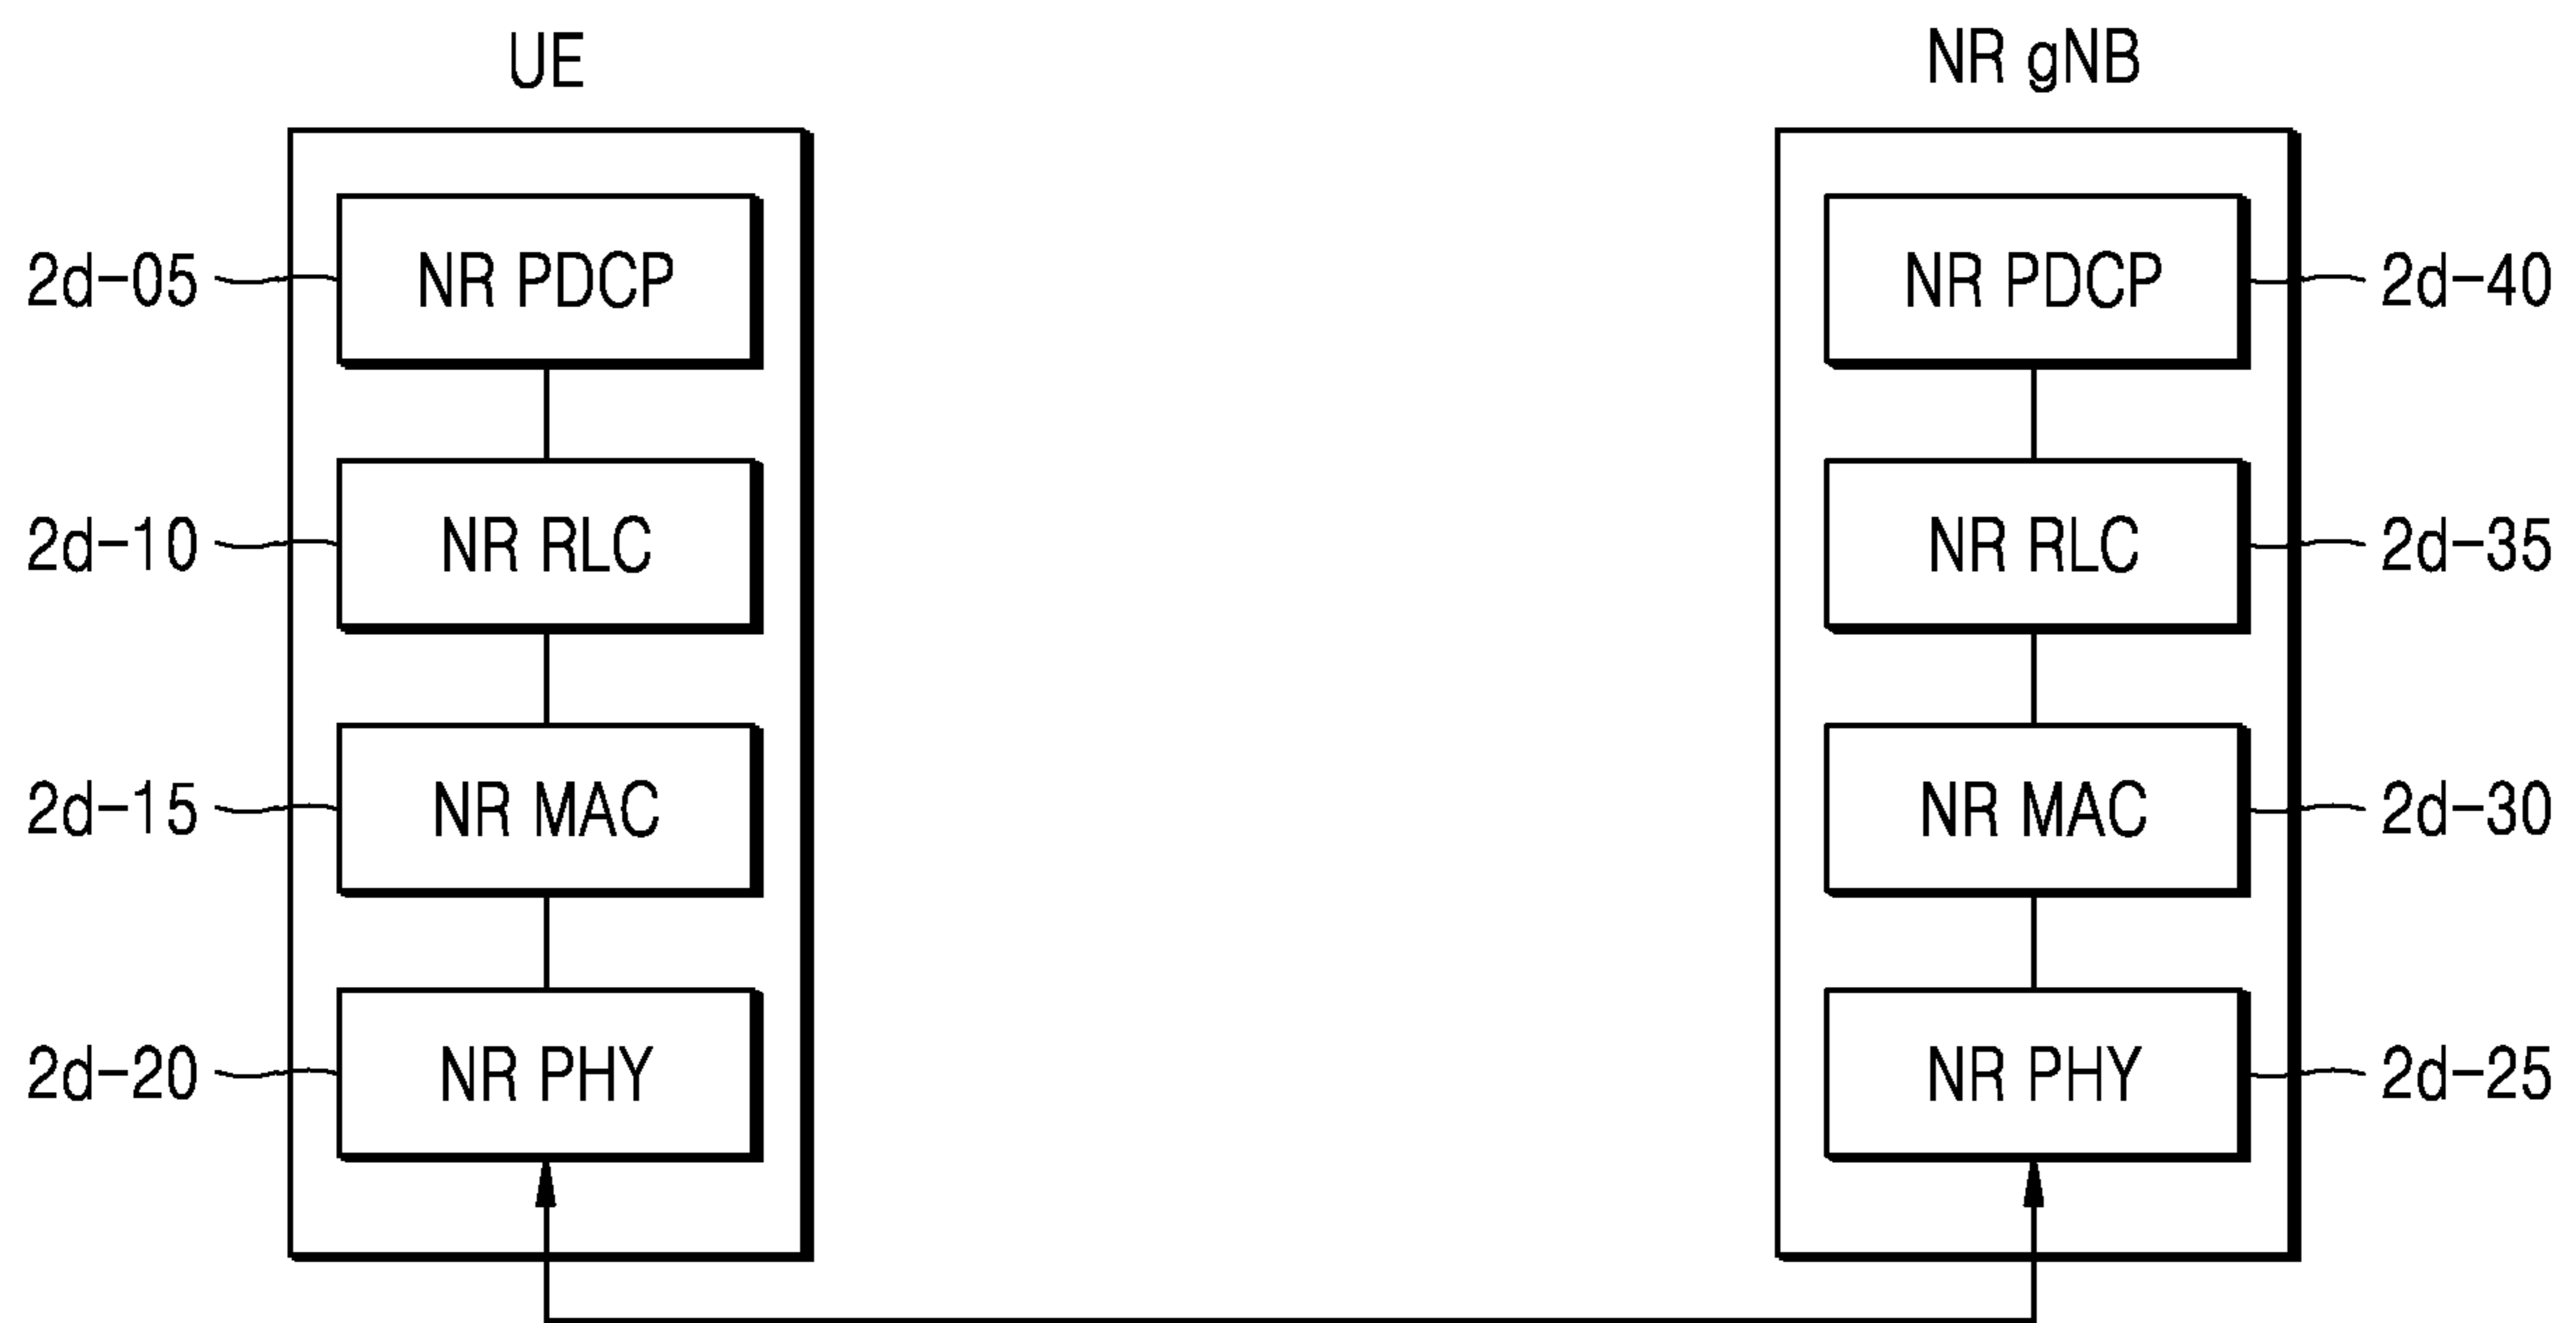 UE
NR gNB
2d-05 NR PDCP NR PDCP 2d-40
2d-10 NR RLC NR RLC 2d-35
2d-15 NR MAC NR MAC 2d-30
2d-20 NR PHY NR PHY 2d-25